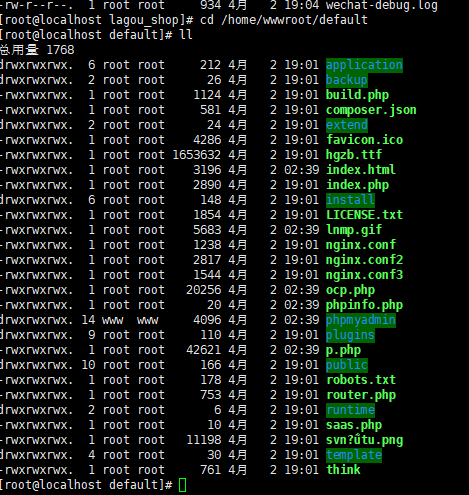 -rw-r--r--. 1 root root 934 4月 2 19:04 wechat-debug.log
[root@localhost lagou_shop]# cd /home/wwwroot/default
[root@localhost default]# ll
总用量 1768
drwxrwxrwx. 6 root root 212 4月 2 19:01 application
drwxrwxrwx. 2 root root 26 4月 2 19:01 backup
-rwxrwxrwx. 1 root root 1124 4月 2 19:01 build.php
-rwxrwxrwx. 1 root root 581 4月 2 19:01 composer.json
drwxrwxrwx. 2 root root 24 4月 2 19:01 extend
-rwxrwxrwx. 1 root root 4286 4月 2 19:01 favicon.ico
-rwxrwxrwx. 1 root root 1653632 4月 2 19:01 hgzb.ttf
-rwxrwxrwx. 1 root root 3196 4月 2 02:39 index.html
-rwxrwxrwx. 1 root root 2890 4月 2 19:01 index.php
drwxrwxrwx. 6 root root 148 4月 2 19:01 install
-rwxrwxrwx. 1 root root 1854 4月 2 19:01 LICENSE.txt
-rwxrwxrwx. 1 root root 5683 4月 2 02:39 lnmp.gif
-rwxrwxrwx. 1 root root 1238 4月 2 19:01 nginx.conf
-rwxrwxrwx. 1 root root 2817 4月 2 19:01 nginx.conf2
-rwxrwxrwx. 1 root root 1544 4月 2 19:01 nginx.conf3
-rwxrwxrwx. 1 root root 20256 4月 2 02:39 ocp.php
-rwxrwxrwx. 1 root root 20 4月 2 02:39 phpinfo.php
drwxrwxrwx. 14 www www 4096 4月 2 02:39 phpmyadmin
drwxrwxrwx. 9 root root 110 4月 2 19:01 plugins
-rwxrwxrwx. 1 root root 42621 4月 2 02:39 p.php
drwxrwxrwx. 10 root root 166 4月 2 19:01 public
-rwxrwxrwx. 1 root root 178 4月 2 19:01 robots.txt
-rwxrwxrwx. 1 root root 753 4月 2 19:01 router.php
drwxrwxrwx. 2 root root 6 4月 2 19:01 runtime
-rwxrwxrwx. 1 root root 10 4月 2 19:01 saas.php
-rwxrwxrwx. 1 root root 11198 4月 2 19:01
drwxrwxrwx. 4 root root 30 4月 2 19:01 template
-rwxrwxrwx. 1 root root 761 4月 2 19:01 think
[root@localhost default]#